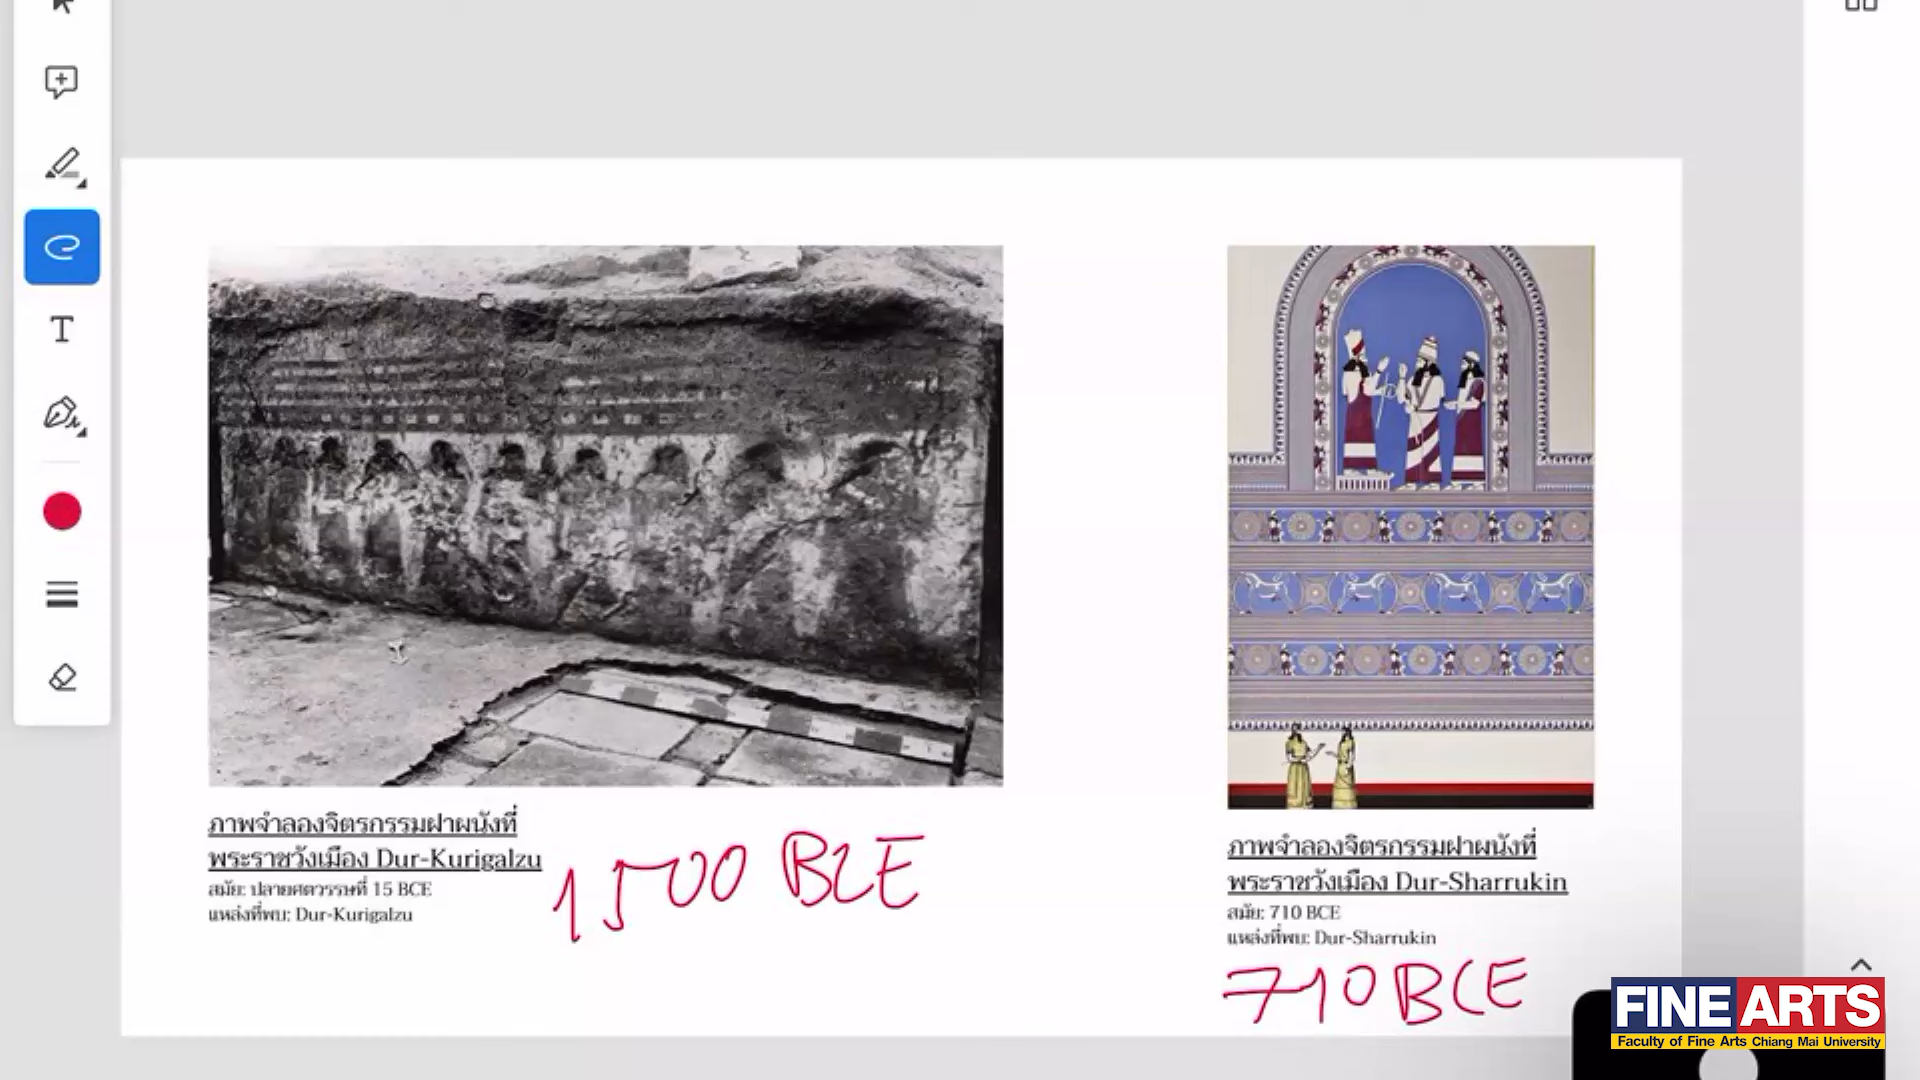 ภาพจำลองจิตรกรรมฝาผนังที่
พระราชวังเมือง Dur-Kurigalzu
สมัย: ปลายศตวรรษที่ 15 BCE
แหล่งที่พบ: Dur-Kurigalzu
1500 BCE
ภาพจำลองจิตรกรรมฝาผนังที่
พระราชวังเมือง Dur-Sharrukin
สมัย: 710 BCE
แหล่งที่พบ: Dur-Sharrukin
710 BCE
FINE ARTS
Faculty of Fine Arts Chiang Mai University